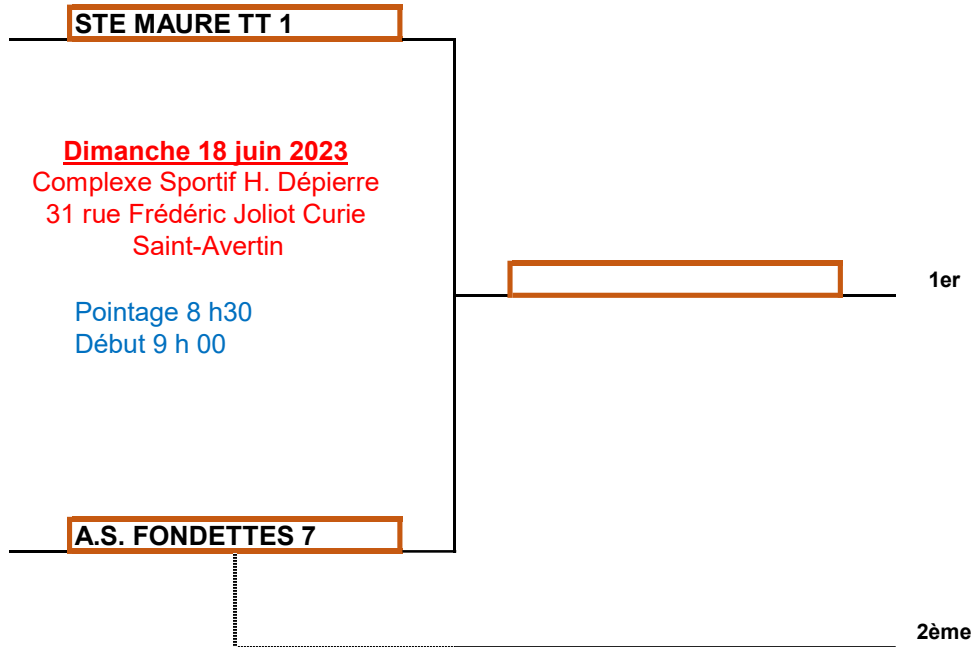 STE MAURE TT 1
Dimanche 18 juin 2023
Complexe Sportif H. Dépierre
31 rue Frédéric Joliot Curie
Saint-Avertin
1er
Pointage 8 h30
Début 9 h 00
A.S. FONDETTES 7
2ème